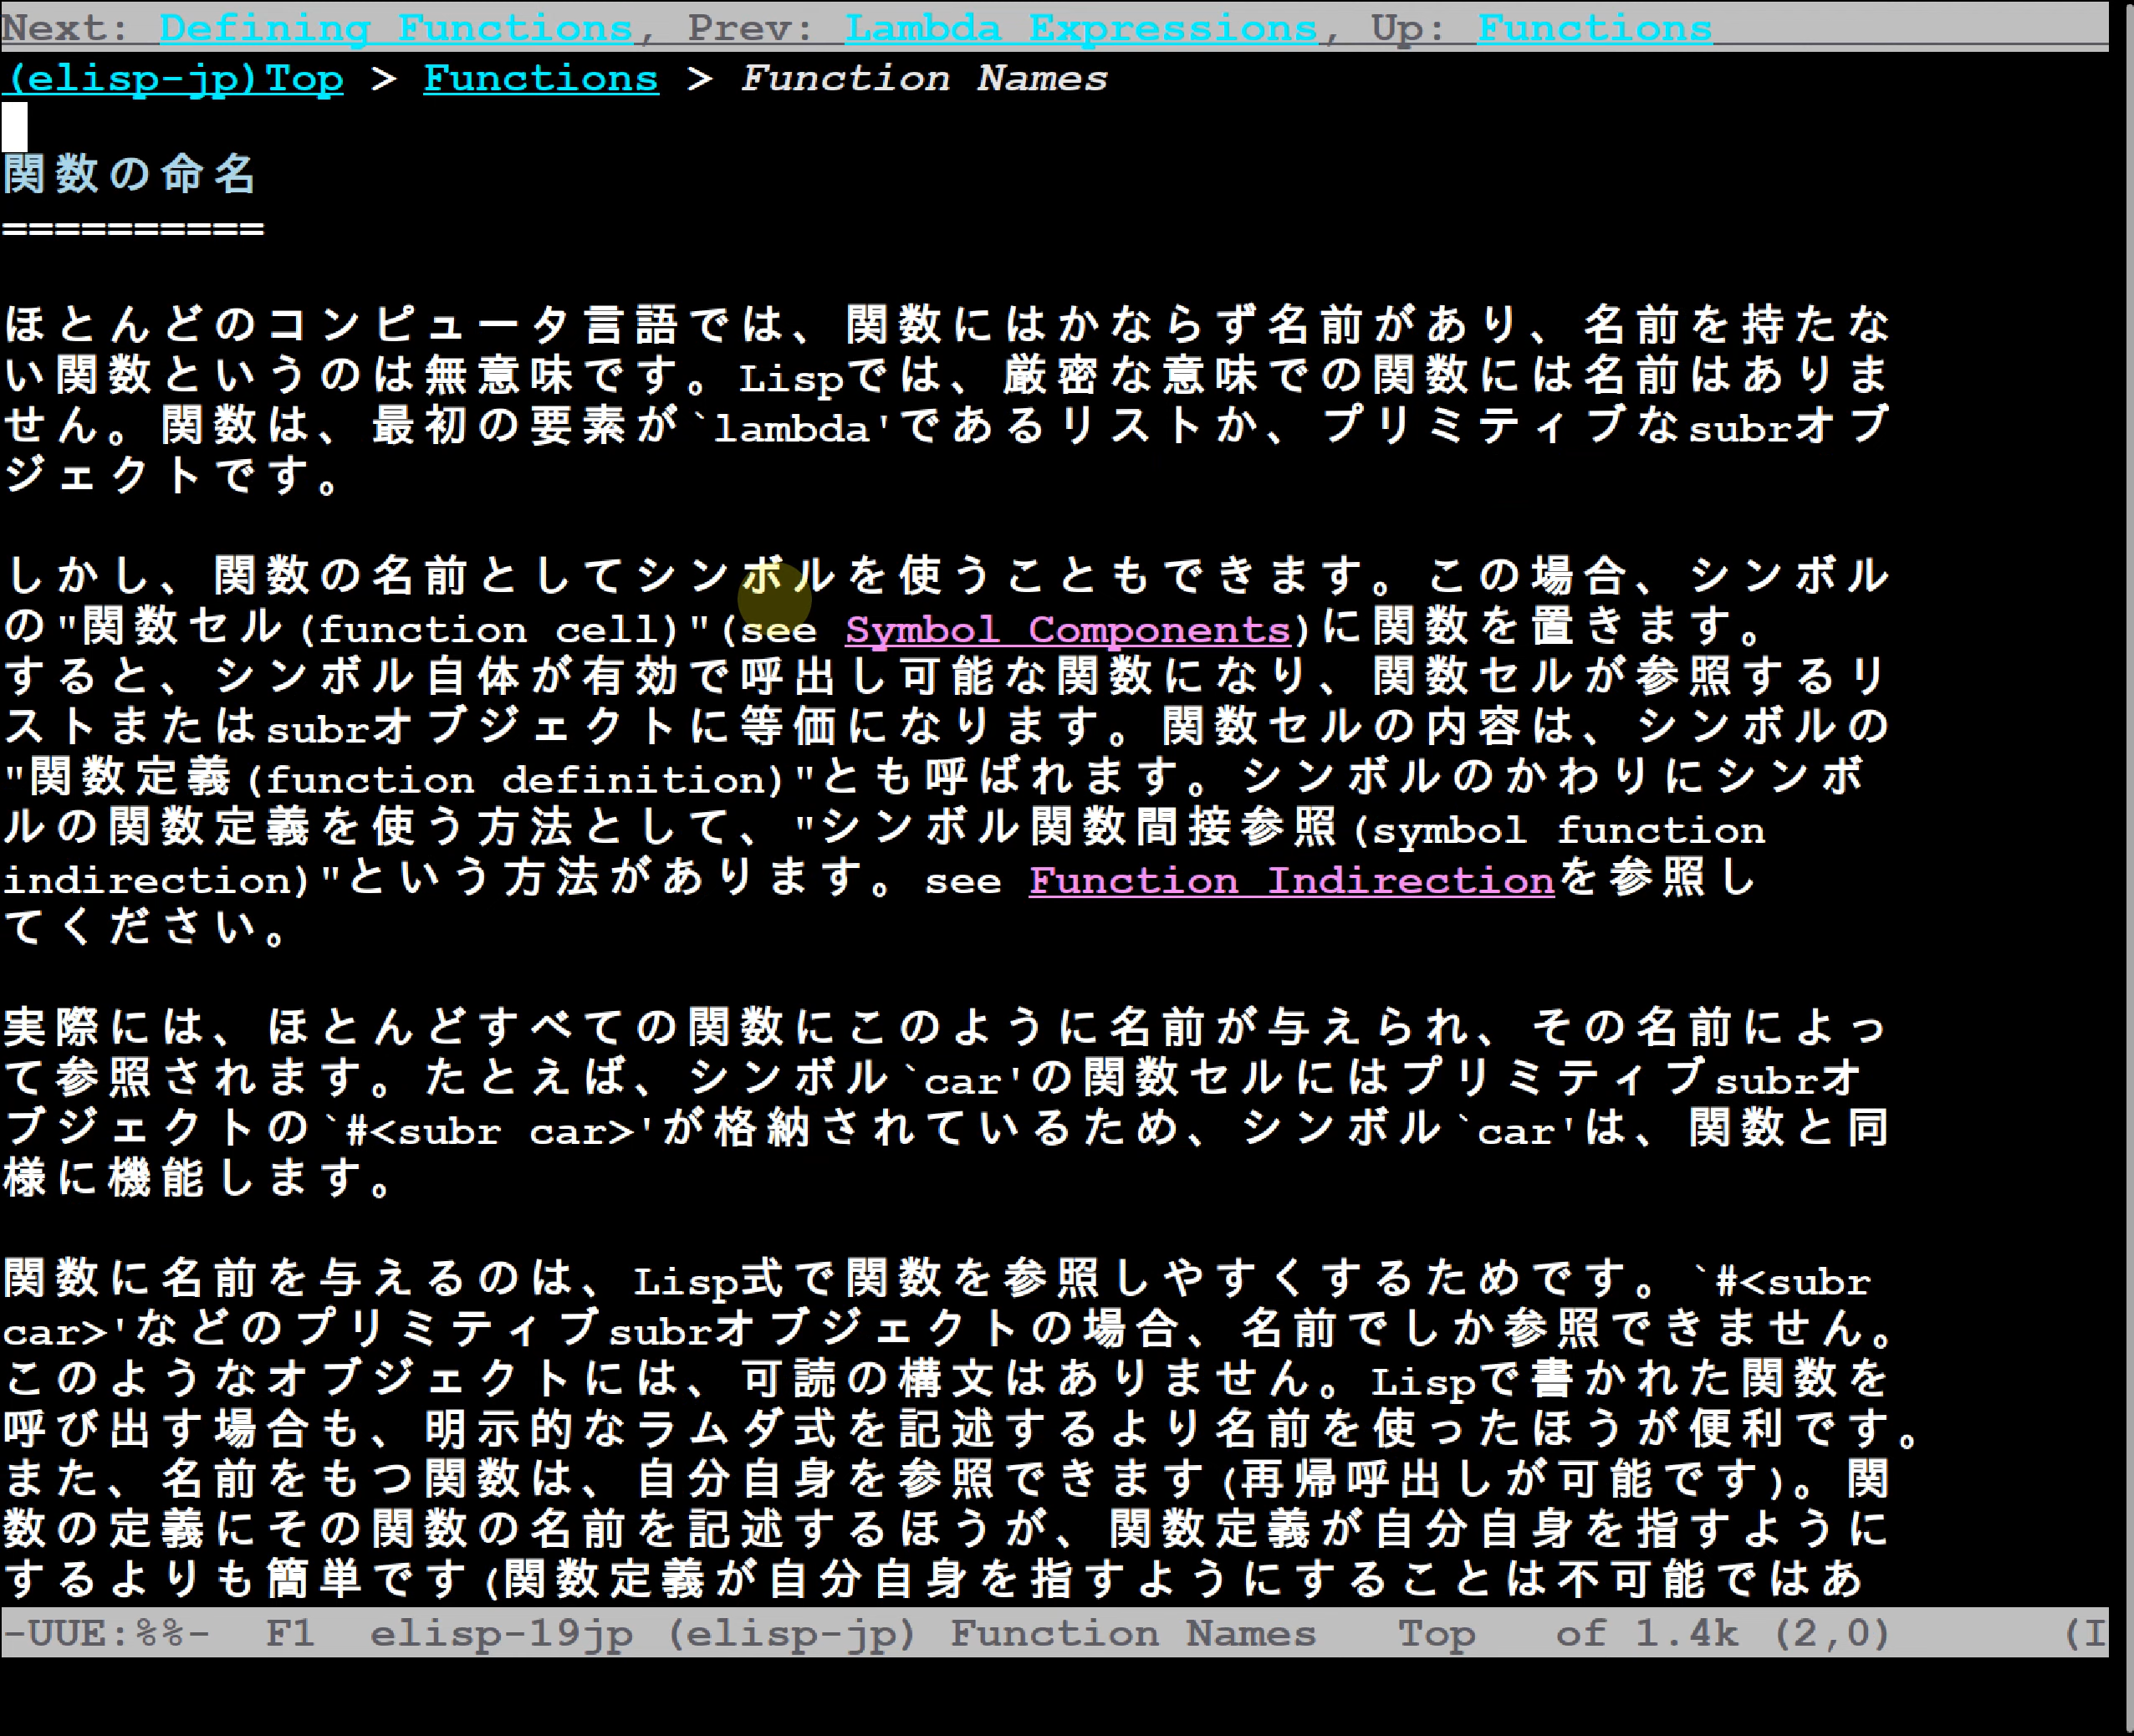 Next: Defining Functions, Prev: Lambda Expressions, Up: Functions
(elisp-jp)Top > Functions > Function Names
関数の命名
==========
ほとんどのコンピュータ言語では、関数にはかならず名前があり、名前を持たな
い関数というのは無意味です。Lispでは、厳密な意味での関数には名前はありま
せん。関数は、最初の要素が`lambda'であるリストか、プリミティブなsubrオブ
ジェクトです。
しかし、関数の名前としてシンボルを使うこともできます。この場合、シンボル
の"関数セル(function cell)"(see Symbol Components)に関数を置きます。
すると、シンボル自体が有効で呼出し可能な関数になり、関数セルが参照するリ
ストまたはsubrオブジェクトに等価になります。関数セルの内容は、シンボルの
"関数定義(function definition)"とも呼ばれます。シンボルのかわりにシンボ
ルの関数定義を使う方法として、"シンボル関数間接参照(symbol function
indirection)"という方法があります。see Function Indirectionを参照し
てください。
実際には、ほとんどすべての関数にこのように名前が与えられ、その名前によっ
て参照されます。たとえば、シンボル`car'の関数セルにはプリミティブsubrオ
ブジェクトの`#<subr car>'が格納されているため、シンボル`car'は、関数と同
様に機能します。
関数に名前を与えるのは、Lisp式で関数を参照しやすくするためです。`#<subr
car>'などのプリミティブsubrオブジェクトの場合、名前でしか参照できません。
このようなオブジェクトには、可読の構文はありません。Lispで書かれた関数を
呼び出す場合も、明示的なラムダ式を記述するより名前を使ったほうが便利です。
また、名前をもつ関数は、自分自身を参照できます(再帰呼出しが可能です)。関
数の定義にその関数の名前を記述するほうが、関数定義が自分自身を指すように
するよりも簡単です(関数定義が自分自身を指すようにすることは不可能ではあ
-UUE:%%-  F1  elisp-19jp (elisp-jp) Function Names   Top   of 1.4k (2,0)      (I